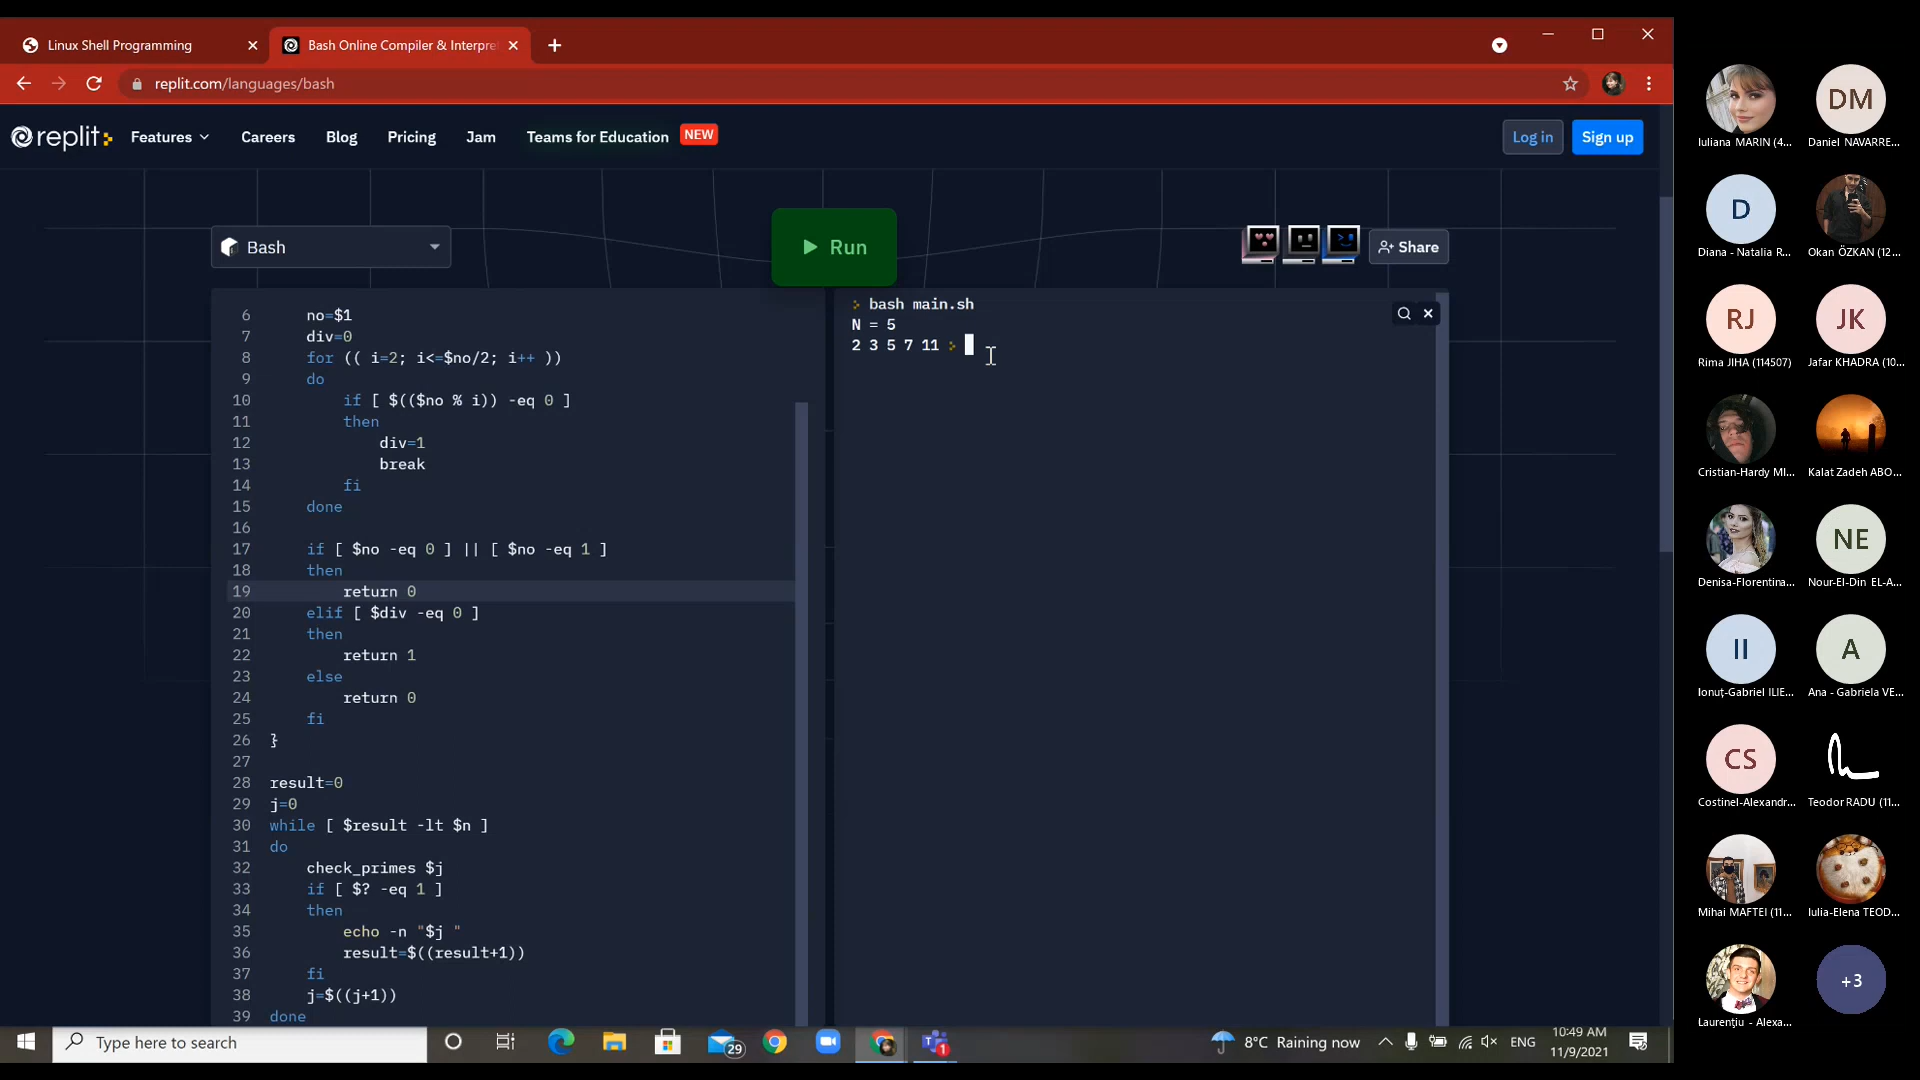 Linux Shell Programming
Bash Online Compiler & Interpre
replit.com/languages/bash
replit
Features
Careers
Blog
Pricing
Jam
Teams for Education
NEW
Log in
Sign up
Bash
Run
Share
6 no=$1
7 div=0
8 for (( i=2; i<=$no/2; i++ ))
9 do
10 if [ $(($no % i)) -eq 0 ]
11 then
12 div=1
13 break
14 fi
15 done
16
17 if [ $no -eq 0 ] || [ $no -eq 1 ]
18 then
19 return 0
20 elif [ $div -eq 0 ]
21 then
22 return 1
23 else
24 return 0
25 fi
26 }
27
28 result=0
29 j=0
30 while [ $result -lt $n ]
31 do
32 check_primes $j
33 if [ $? -eq 1 ]
34 then
35 echo -n "$j "
36 result=$((result+1))
37 fi
38 j=$((j+1))
39 done
bash main.sh
N = 5
2 3 5 7 11
Iuliana MARIN (4...
DM
Daniel NAVARRE...
D
Diana - Natalia R...
Okan ÖZKAN (12...
RJ
Rima JIHA (114507)
JK
Jafar KHADRA (10...
Cristian-Hardy MI...
Kalat Zadeh ABO...
Denisa-Florentina...
NE
Nour-El-Din EL-A...
II
Ionuț-Gabriel ILIE...
A
Ana - Gabriela VE...
CS
Costinel-Alexandr...
Teodor RADU (11...
Mihai MAFTEI (11...
Iulia-Elena TEOD...
Laurențiu - Alexa...
+3
Type here to search
29
1
8°C Raining now
ENG
10:49 AM
11/9/2021